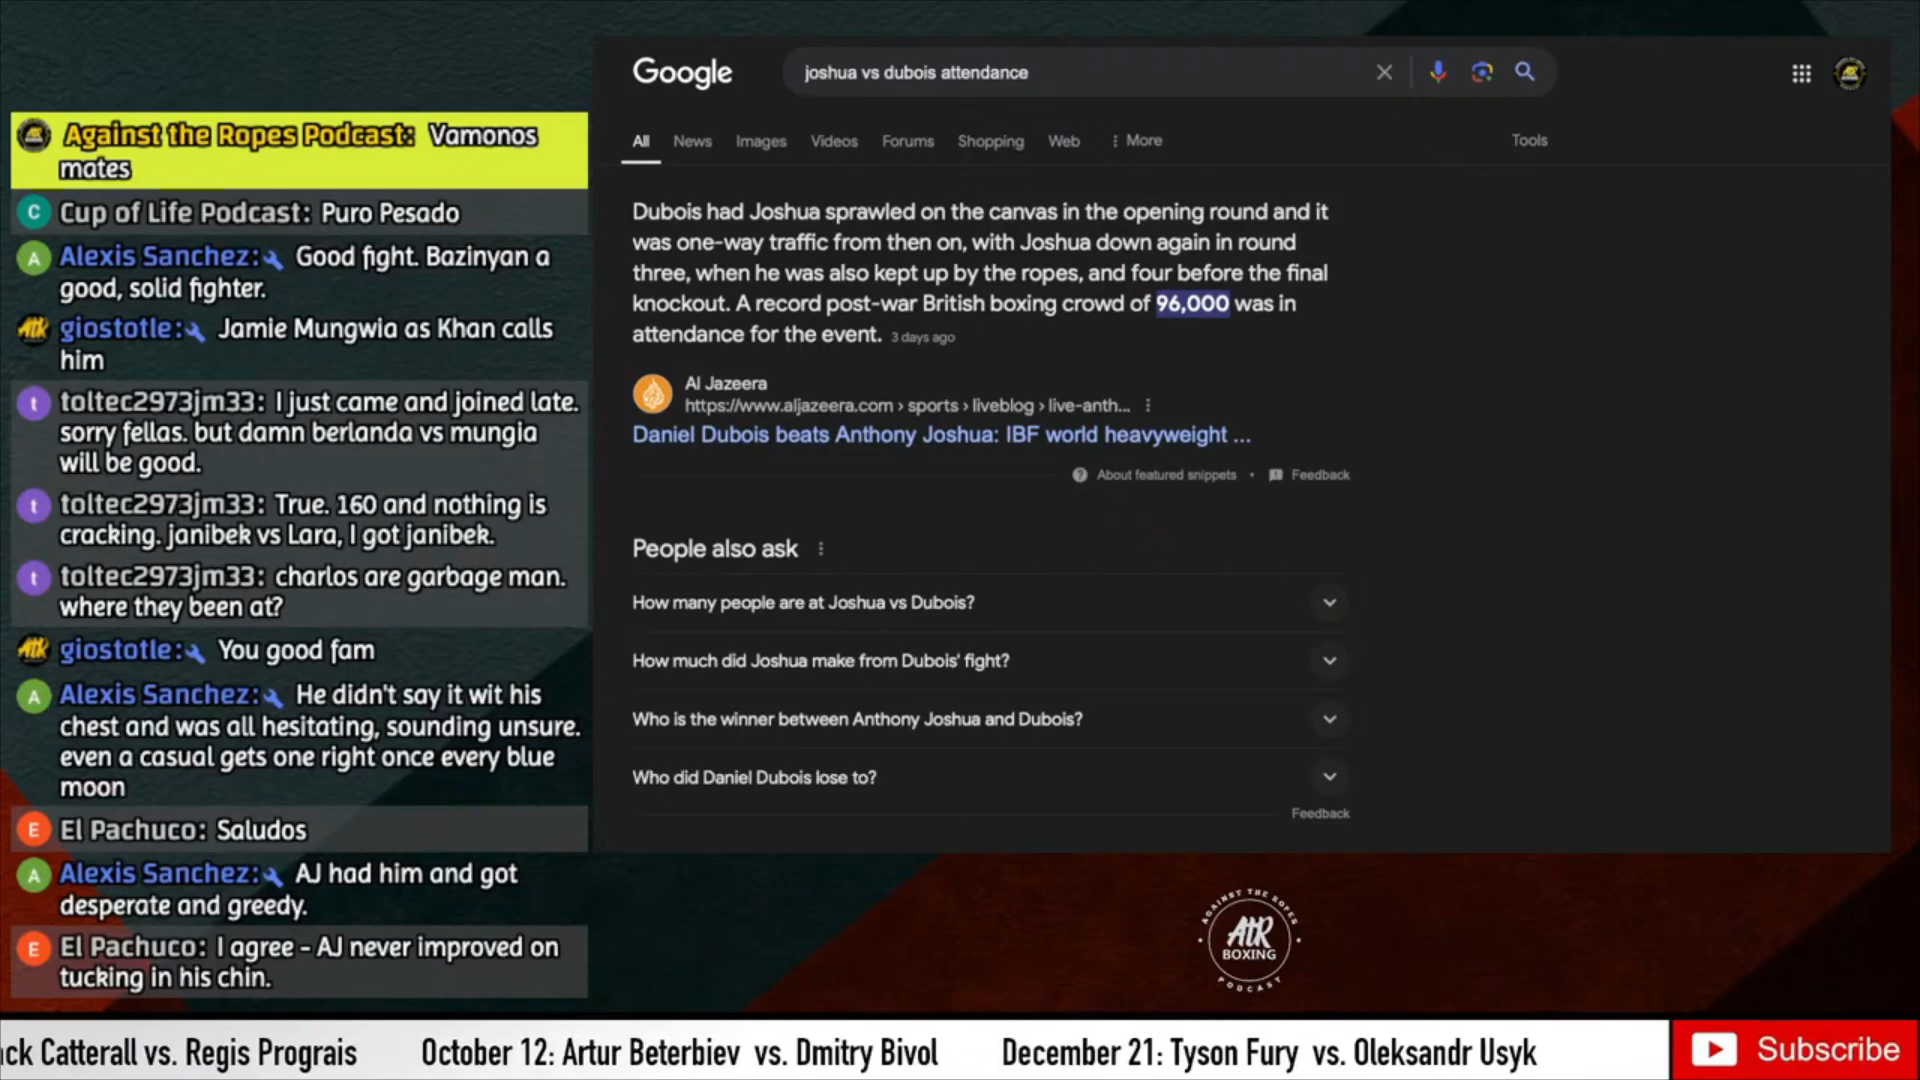 Google
joshua vs dubois attendance
All News Images Videos Forums Shopping Web More Tools
Against the Ropes Podcast: Vamonos
mates
C Cup of Life Podcast: Puro Pesado
A Alexis Sanchez: Good fight. Bazinyan a
good, solid fighter.
giostotle: Jamie Mungwia as Khan calls
him
t toltec2973jm33: I just came and joined late.
sorry fellas. but damn berlanda vs mungia
will be good.
t toltec2973jm33: True. 160 and nothing is
cracking. janibek vs Lara, I got janibek.
t toltec2973jm33: charlos are garbage man.
where they been at?
giostotle: You good fam
A Alexis Sanchez: He didn't say it wit his
chest and was all hesitating, sounding unsure.
even a casual gets one right once every blue
moon
E El Pachuco: Saludos
A Alexis Sanchez: AJ had him and got
desperate and greedy.
E El Pachuco: I agree - AJ never improved on
tucking in his chin.
Dubois had Joshua sprawled on the canvas in the opening round and it
was one-way traffic from then on, with Joshua down again in round
three, when he was also kept up by the ropes, and four before the final
knockout. A record post-war British boxing crowd of 96,000 was in
attendance for the event. 3 days ago
Al Jazeera
https://www.aljazeera.com › sports › liveblog › live-anth...
Daniel Dubois beats Anthony Joshua: IBF world heavyweight ...
About featured snippets • Feedback
People also ask
How many people are at Joshua vs Dubois?
How much did Joshua make from Dubois' fight?
Who is the winner between Anthony Joshua and Dubois?
Who did Daniel Dubois lose to?
Feedback
AGAINST THE ROPES
AtR
BOXING
PODCAST
ck Catterall vs. Regis Prograis October 12: Artur Beterbiev vs. Dmitry Bivol December 21: Tyson Fury vs. Oleksandr Usyk
Subscribe